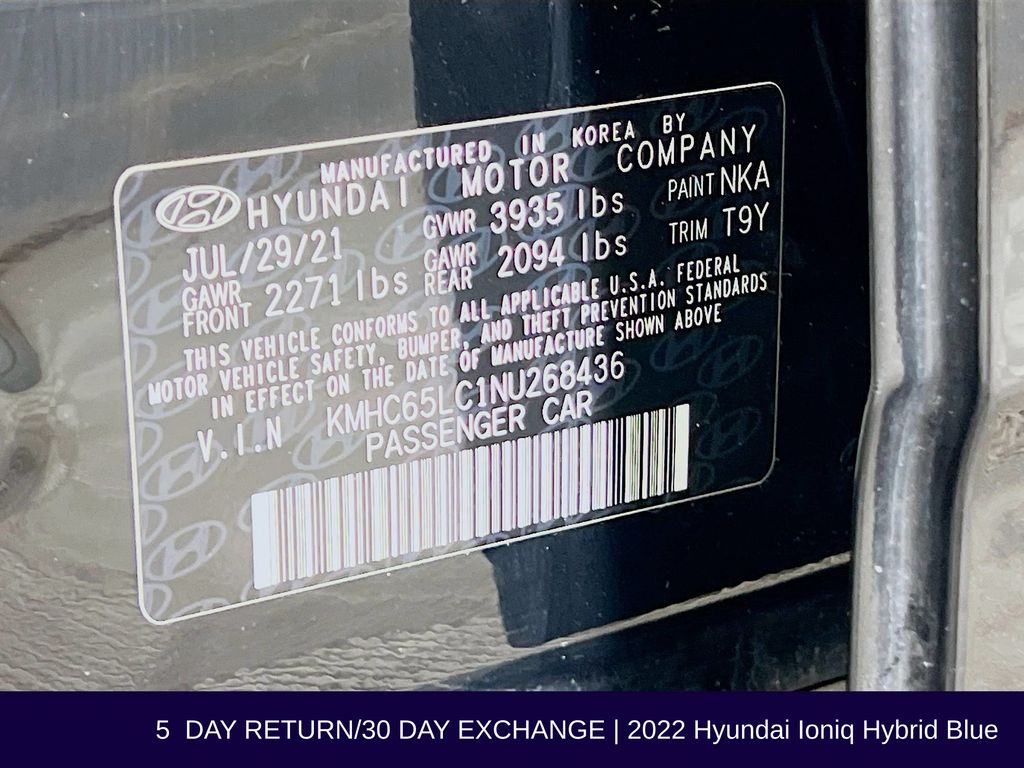 MANUFACTURED IN KOREA BY
HYUNDAI MOTOR COMPANY
JUL/29/21 GVWR 3935 lbs PAINT NKA
GAWR FRONT 2271 lbs GAWR REAR 2094 lbs TRIM T9Y
THIS VEHICLE CONFORMS TO ALL APPLICABLE U.S.A. FEDERAL
MOTOR VEHICLE SAFETY, BUMPER, AND THEFT PREVENTION STANDARDS
IN EFFECT ON THE DATE OF MANUFACTURE SHOWN ABOVE
V.I.N KMHC65LC1NU268436
PASSENGER CAR
5 DAY RETURN/30 DAY EXCHANGE | 2022 Hyundai Ioniq Hybrid Blue